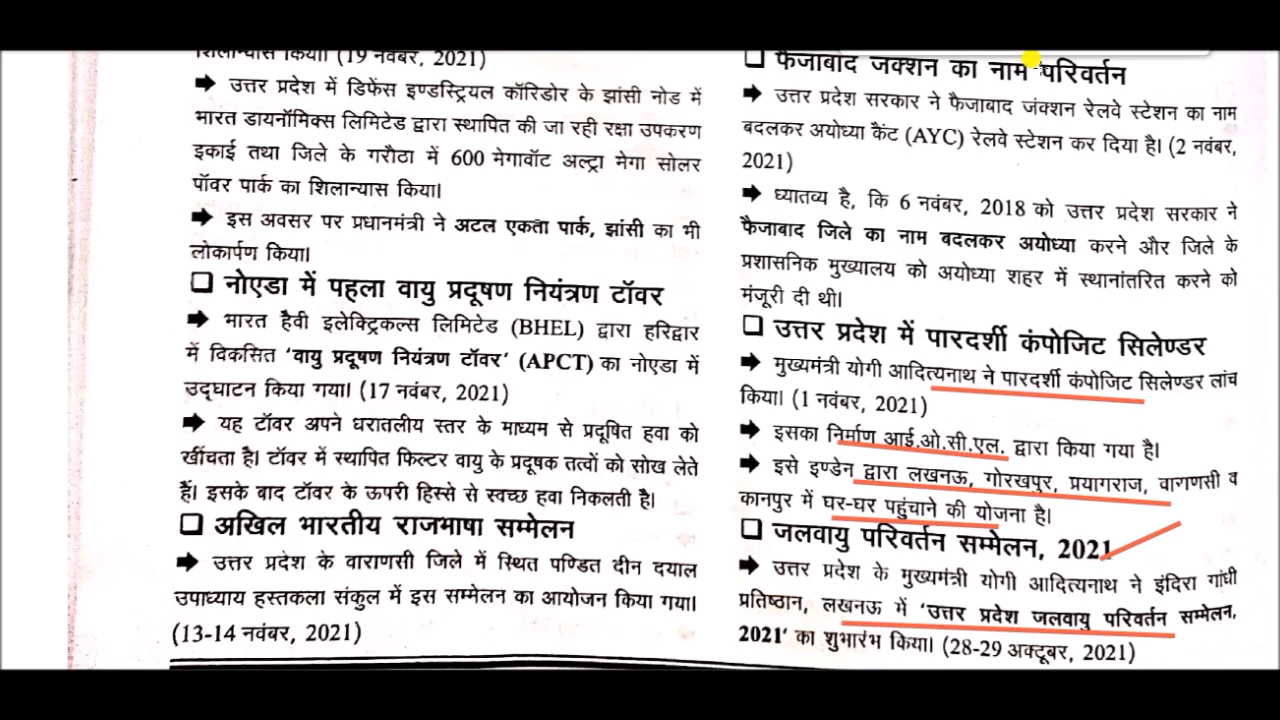 शिलान्यास किया। (19 नवंबर, 2021)
➡ उत्तर प्रदेश में डिफेंस इण्डस्ट्रियल कॉरिडोर के झांसी नोड में
भारत डायनॉमिक्स लिमिटेड द्वारा स्थापित की जा रही रक्षा उपकरण
इकाई तथा जिले के गरौठा में 600 मेगावॉट अल्ट्रा मेगा सोलर
पॉवर पार्क का शिलान्यास किया।
➡ इस अवसर पर प्रधानमंत्री ने अटल एकता पार्क, झांसी का भी
लोकार्पण किया।
❑ नोएडा में पहला वायु प्रदूषण नियंत्रण टॉवर
➡ भारत हैवी इलेक्ट्रिकल्स लिमिटेड (BHEL) द्वारा हरिद्वार
में विकसित 'वायु प्रदूषण नियंत्रण टॉवर' (APCT) का नोएडा में
उद्घाटन किया गया। (17 नवंबर, 2021)
➡ यह टॉवर अपने धरातलीय स्तर के माध्यम से प्रदूषित हवा को
खींचता है। टॉवर में स्थापित फिल्टर वायु के प्रदूषक तत्वों को सोख लेते
हैं। इसके बाद टॉवर के ऊपरी हिस्से से स्वच्छ हवा निकलती है।
❑ अखिल भारतीय राजभाषा सम्मेलन
➡ उत्तर प्रदेश के वाराणसी जिले में स्थित पण्डित दीन दयाल
उपाध्याय हस्तकला संकुल में इस सम्मेलन का आयोजन किया गया।
(13-14 नवंबर, 2021)
❑ फैजाबाद जंक्शन का नाम परिवर्तन
➡ उत्तर प्रदेश सरकार ने फैजाबाद जंक्शन रेलवे स्टेशन का नाम
बदलकर अयोध्या कैंट (AYC) रेलवे स्टेशन कर दिया है। (2 नवंबर,
2021)
➡ ध्यातव्य है, कि 6 नवंबर, 2018 को उत्तर प्रदेश सरकार ने
फैजाबाद जिले का नाम बदलकर अयोध्या करने और जिले के
प्रशासनिक मुख्यालय को अयोध्या शहर में स्थानांतरित करने को
मंजूरी दी थी।
❑ उत्तर प्रदेश में पारदर्शी कंपोजिट सिलेण्डर
➡ मुख्यमंत्री योगी आदित्यनाथ ने पारदर्शी कंपोजिट सिलेण्डर लांच
किया। (1 नवंबर, 2021)
➡ इसका निर्माण आई.ओ.सी.एल. द्वारा किया गया है।
➡ इसे इण्डेन द्वारा लखनऊ, गोरखपुर, प्रयागराज, वाराणसी व
कानपुर में घर-घर पहुंचाने की योजना है।
❑ जलवायु परिवर्तन सम्मेलन, 2021
➡ उत्तर प्रदेश के मुख्यमंत्री योगी आदित्यनाथ ने इंदिरा गांधी
प्रतिष्ठान, लखनऊ में 'उत्तर प्रदेश जलवायु परिवर्तन सम्मेलन,
2021' का शुभारंभ किया। (28-29 अक्टूबर, 2021)